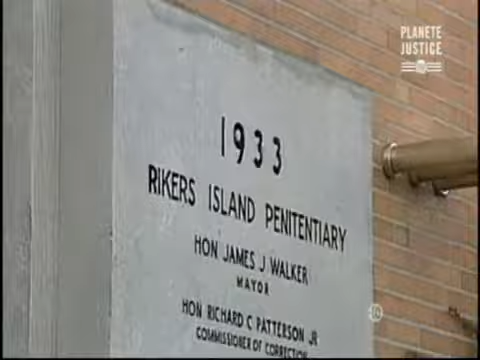 PLANETE
JUSTICE
1933
RIKERS ISLAND PENITENTIARY
HON JAMES J WALKER
MAYOR
HON RICHARD C PATTERSON JR
COMMISSIONER OF CORRECTION